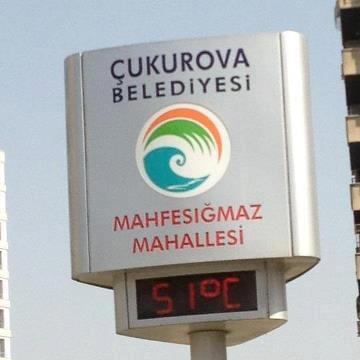 ÇUKUROVA
BELEDİYESİ
MAHFESIĞMAZ
MAHALLESİ
51°C